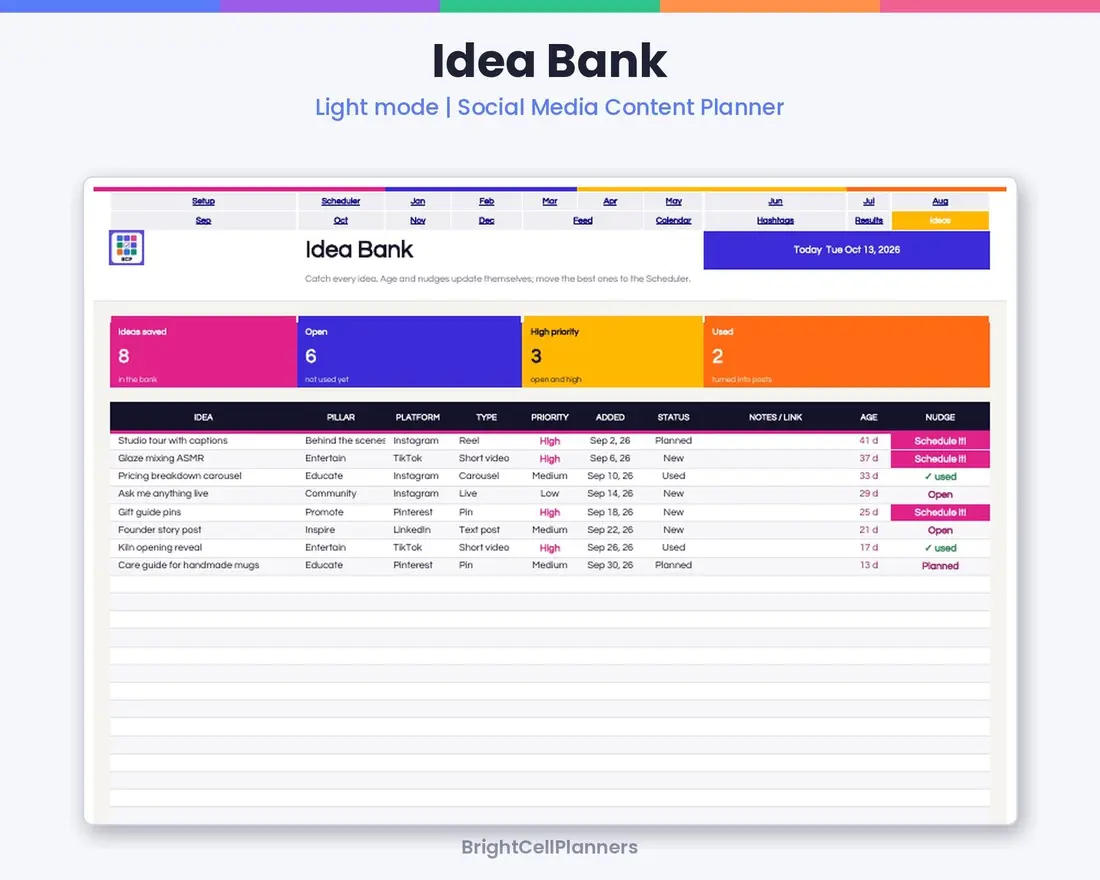 Idea Bank
Light mode | Social Media Content Planner
Setup Scheduler Jan Feb Mar Apr May Jun Jul Aug
Sep Oct Nov Dec Feed Calendar Hashtags Results Ideas
BCP
Idea Bank
Today Tue Oct 13, 2026
Catch every idea. Age and nudges update themselves; move the best ones to the Scheduler.
Ideas saved Open High priority Used
8 6 3 2
in the bank not used yet open and high turned into posts
IDEA PILLAR PLATFORM TYPE PRIORITY ADDED STATUS NOTES / LINK AGE NUDGE
Studio tour with captions Behind the scenes Instagram Reel High Sep 2, 26 Planned 41 d Schedule it!
Glaze mixing ASMR Entertain TikTok Short video High Sep 6, 26 New 37 d Schedule it!
Pricing breakdown carousel Educate Instagram Carousel Medium Sep 10, 26 Used 33 d ✓ used
Ask me anything live Community Instagram Live Low Sep 14, 26 New 29 d Open
Gift guide pins Promote Pinterest Pin High Sep 18, 26 New 25 d Schedule it!
Founder story post Inspire LinkedIn Text post Medium Sep 22, 26 New 21 d Open
Kiln opening reveal Entertain TikTok Short video High Sep 26, 26 Used 17 d ✓ used
Care guide for handmade mugs Educate Pinterest Pin Medium Sep 30, 26 Planned 13 d Planned
BrightCellPlanners